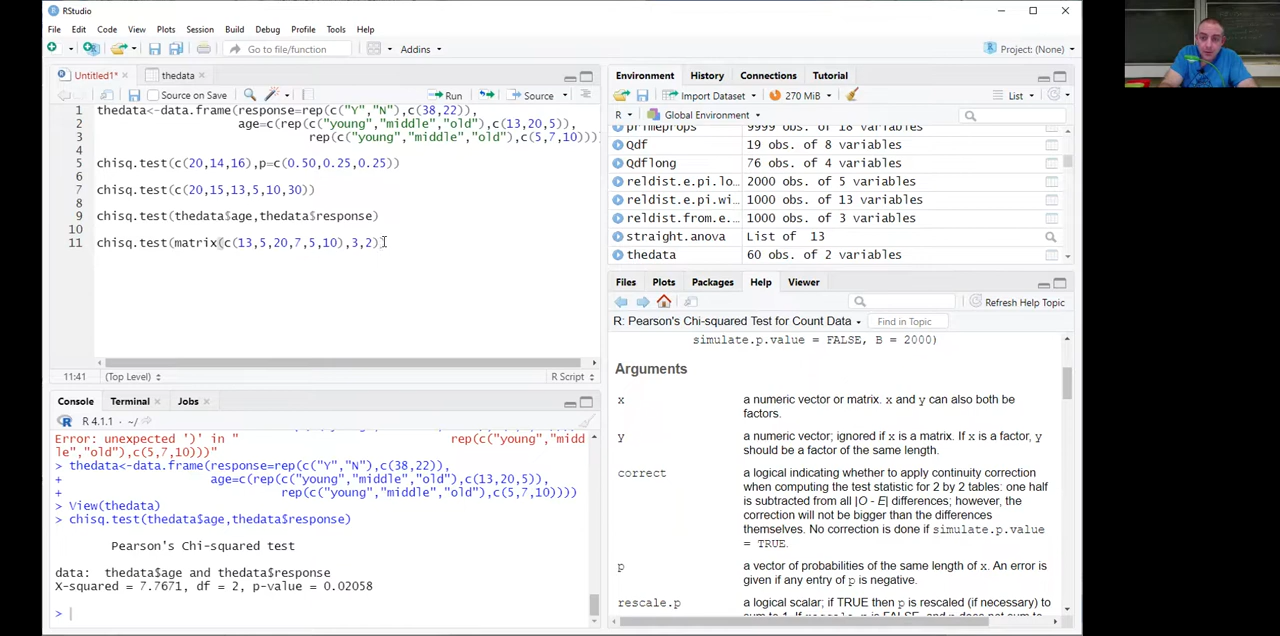 RStudio
File Edit Code View Plots Session Build Debug Profile Tools Help
Go to file/function Addins Project: (None)
Untitled1* thedata
Source on Save Run Source
1 thedata<-data.frame(response=rep(c("Y","N"),c(38,22)),
2 age=c(rep(c("young","middle","old"),c(13,20,5)),
3 rep(c("young","middle","old"),c(5,7,10))))
4
5 chisq.test(c(20,14,16),p=c(0.50,0.25,0.25))
6
7 chisq.test(c(20,15,13,5,10,30))
8
9 chisq.test(thedata$age,thedata$response)
10
11 chisq.test(matrix(c(13,5,20,7,5,10),3,2))
11:41 (Top Level) R Script
Console Terminal Jobs
R 4.1.1 · ~/
Error: unexpected ')' in " rep(c("young","midd
le","old"),c(5,7,10)))"
> thedata<-data.frame(response=rep(c("Y","N"),c(38,22)),
+ age=c(rep(c("young","middle","old"),c(13,20,5)),
+ rep(c("young","middle","old"),c(5,7,10))))
> View(thedata)
> chisq.test(thedata$age,thedata$response)
Pearson's Chi-squared test
data: thedata$age and thedata$response
X-squared = 7.7671, df = 2, p-value = 0.02058
>
Environment History Connections Tutorial
Import Dataset 270 MiB List
R Global Environment
primeprops 9999 obs. of 18 variables
Qdf 19 obs. of 8 variables
Qdflong 76 obs. of 4 variables
reldist.e.pi.lo… 2000 obs. of 5 variables
reldist.e.pi.wi… 1000 obs. of 13 variables
reldist.from.e.… 1000 obs. of 3 variables
straight.anova List of 13
thedata 60 obs. of 2 variables
Files Plots Packages Help Viewer
Refresh Help Topic
R: Pearson's Chi-squared Test for Count Data Find in Topic
simulate.p.value = FALSE, B = 2000)
Arguments
x a numeric vector or matrix. x and y can also both be
factors.
y a numeric vector; ignored if x is a matrix. If x is a factor, y
should be a factor of the same length.
correct a logical indicating whether to apply continuity correction
when computing the test statistic for 2 by 2 tables: one half
is subtracted from all |O - E| differences; however, the
correction will not be bigger than the differences
themselves. No correction is done if simulate.p.value
= TRUE.
p a vector of probabilities of the same length of x. An error is
given if any entry of p is negative.
rescale.p a logical scalar; if TRUE then p is rescaled (if necessary) to